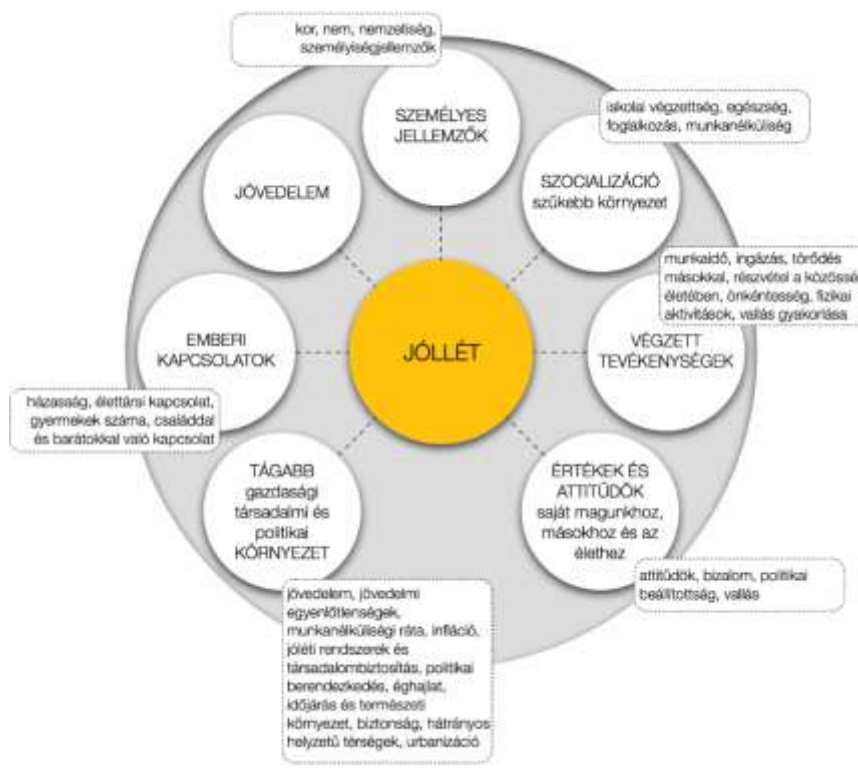 kor, nem, nemzetiség,
személyiségjellemzők
SZEMÉLYES
JELLEMZŐK
iskolai végzettség, egészség,
foglalkozás, munkanélküliség
SZOCIALIZÁCIÓ
szűkebb környezet
JÖVEDELEM
munkaidő, ingázás, törődés
másokkal, részvétel a közössé
életében, önkéntesség, fizikai
aktivitások, vallás gyakorlása
VÉGZETT
TEVÉKENYSÉGEK
JÓLLÉT
EMBERI
KAPCSOLATOK
házasság, élettársi kapcsolat,
gyermekek száma, családdal
és barátokkal való kapcsolat
TÁGABB
gazdasági
társadalmi és
politikai
KÖRNYEZET
ÉRTÉKEK ÉS
ATTITŰDÖK
saját magunkhoz,
másokhoz és az
élethez
attitűdök, bizalom, politikai
beállítottság, vallás
jövedelem, jövedelmi
egyenlőtlenségek,
munkanélküliségi ráta, infláció,
jóléti rendszerek és
társadalombiztosítás, politikai
berendezkedés, éghajlat,
időjárás és természeti
környezet, biztonság, hátrányos
helyzetű térségek, urbanizáció